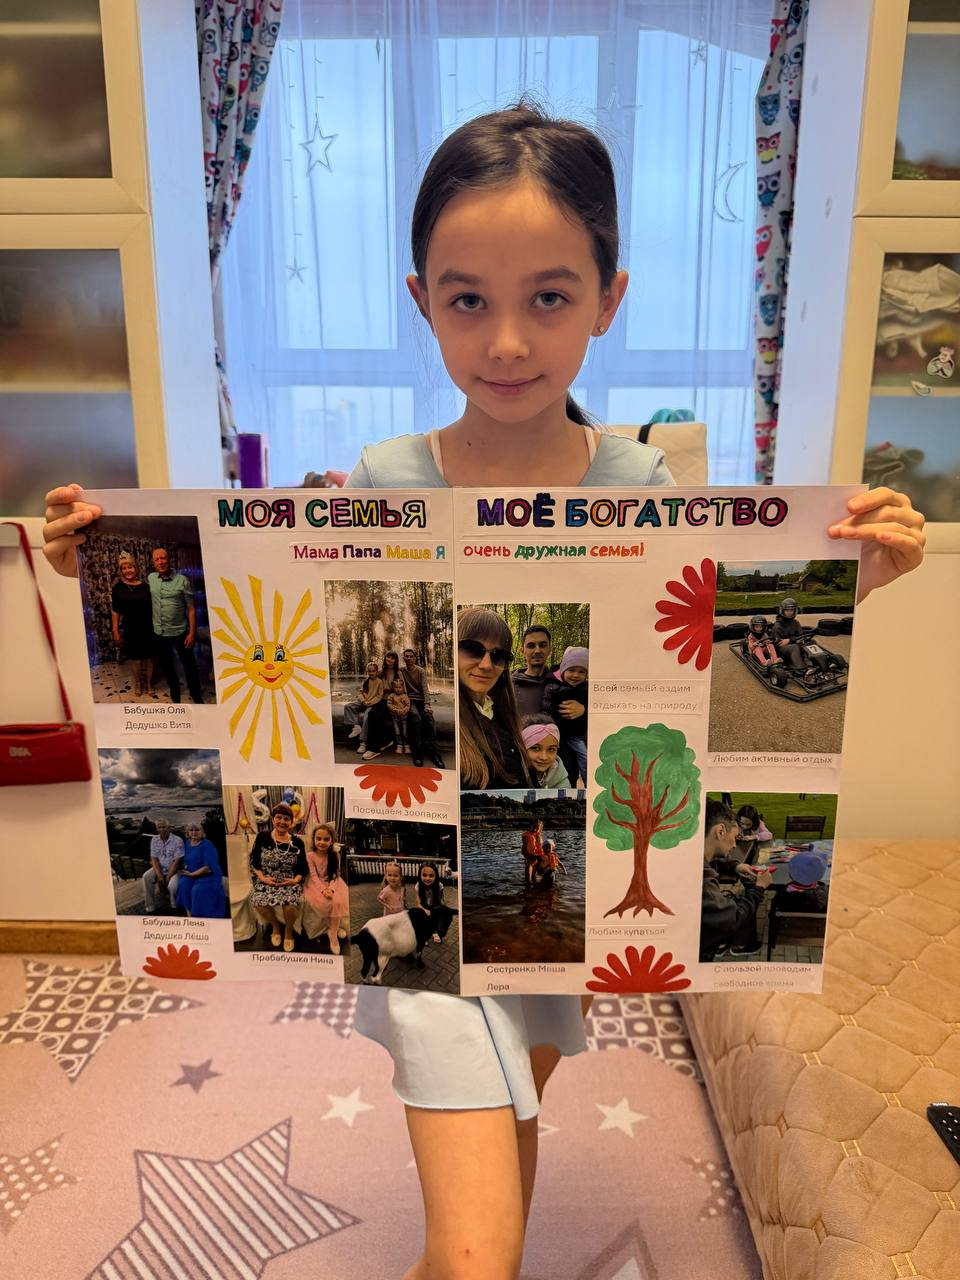 МОЯ СЕМЬЯ
МОЁ БОГАТСТВО
Мама Папа Маша Я
очень дружная семья!
Бабушка Оля
Дедушка Витя
Посещаем зоопарки
Бабушка Лена
Дедушка Лёша
Прабабушка Нина
Всей семьёй ездим
отдыхать на природу
Любим активный отдых
Любим купаться
Сестренка Маша
Лера
С пользой проводим
свободное время